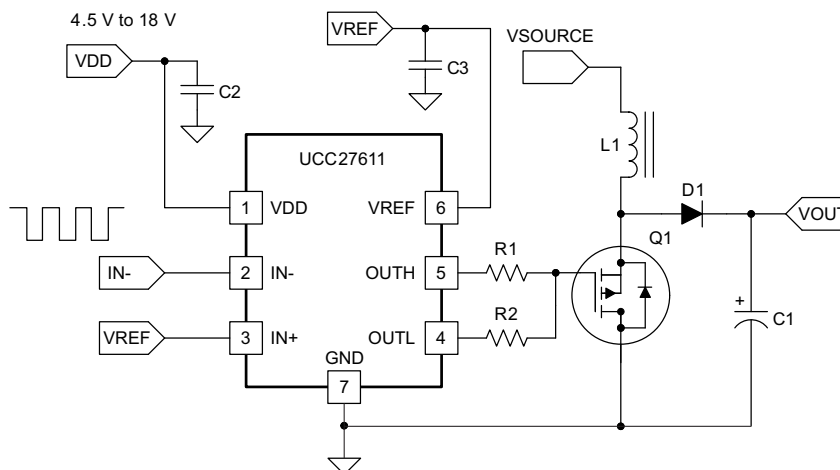 4.5 V to 18 V
VDD
C2
VREF
C3
VSOURCE
L1
UCC27611
1 VDD
VREF 6
D1
VOUT
Q1
IN-
2 IN-
OUTH 5
R1
VREF
3 IN+
OUTL 4
R2
+
C1
GND
7